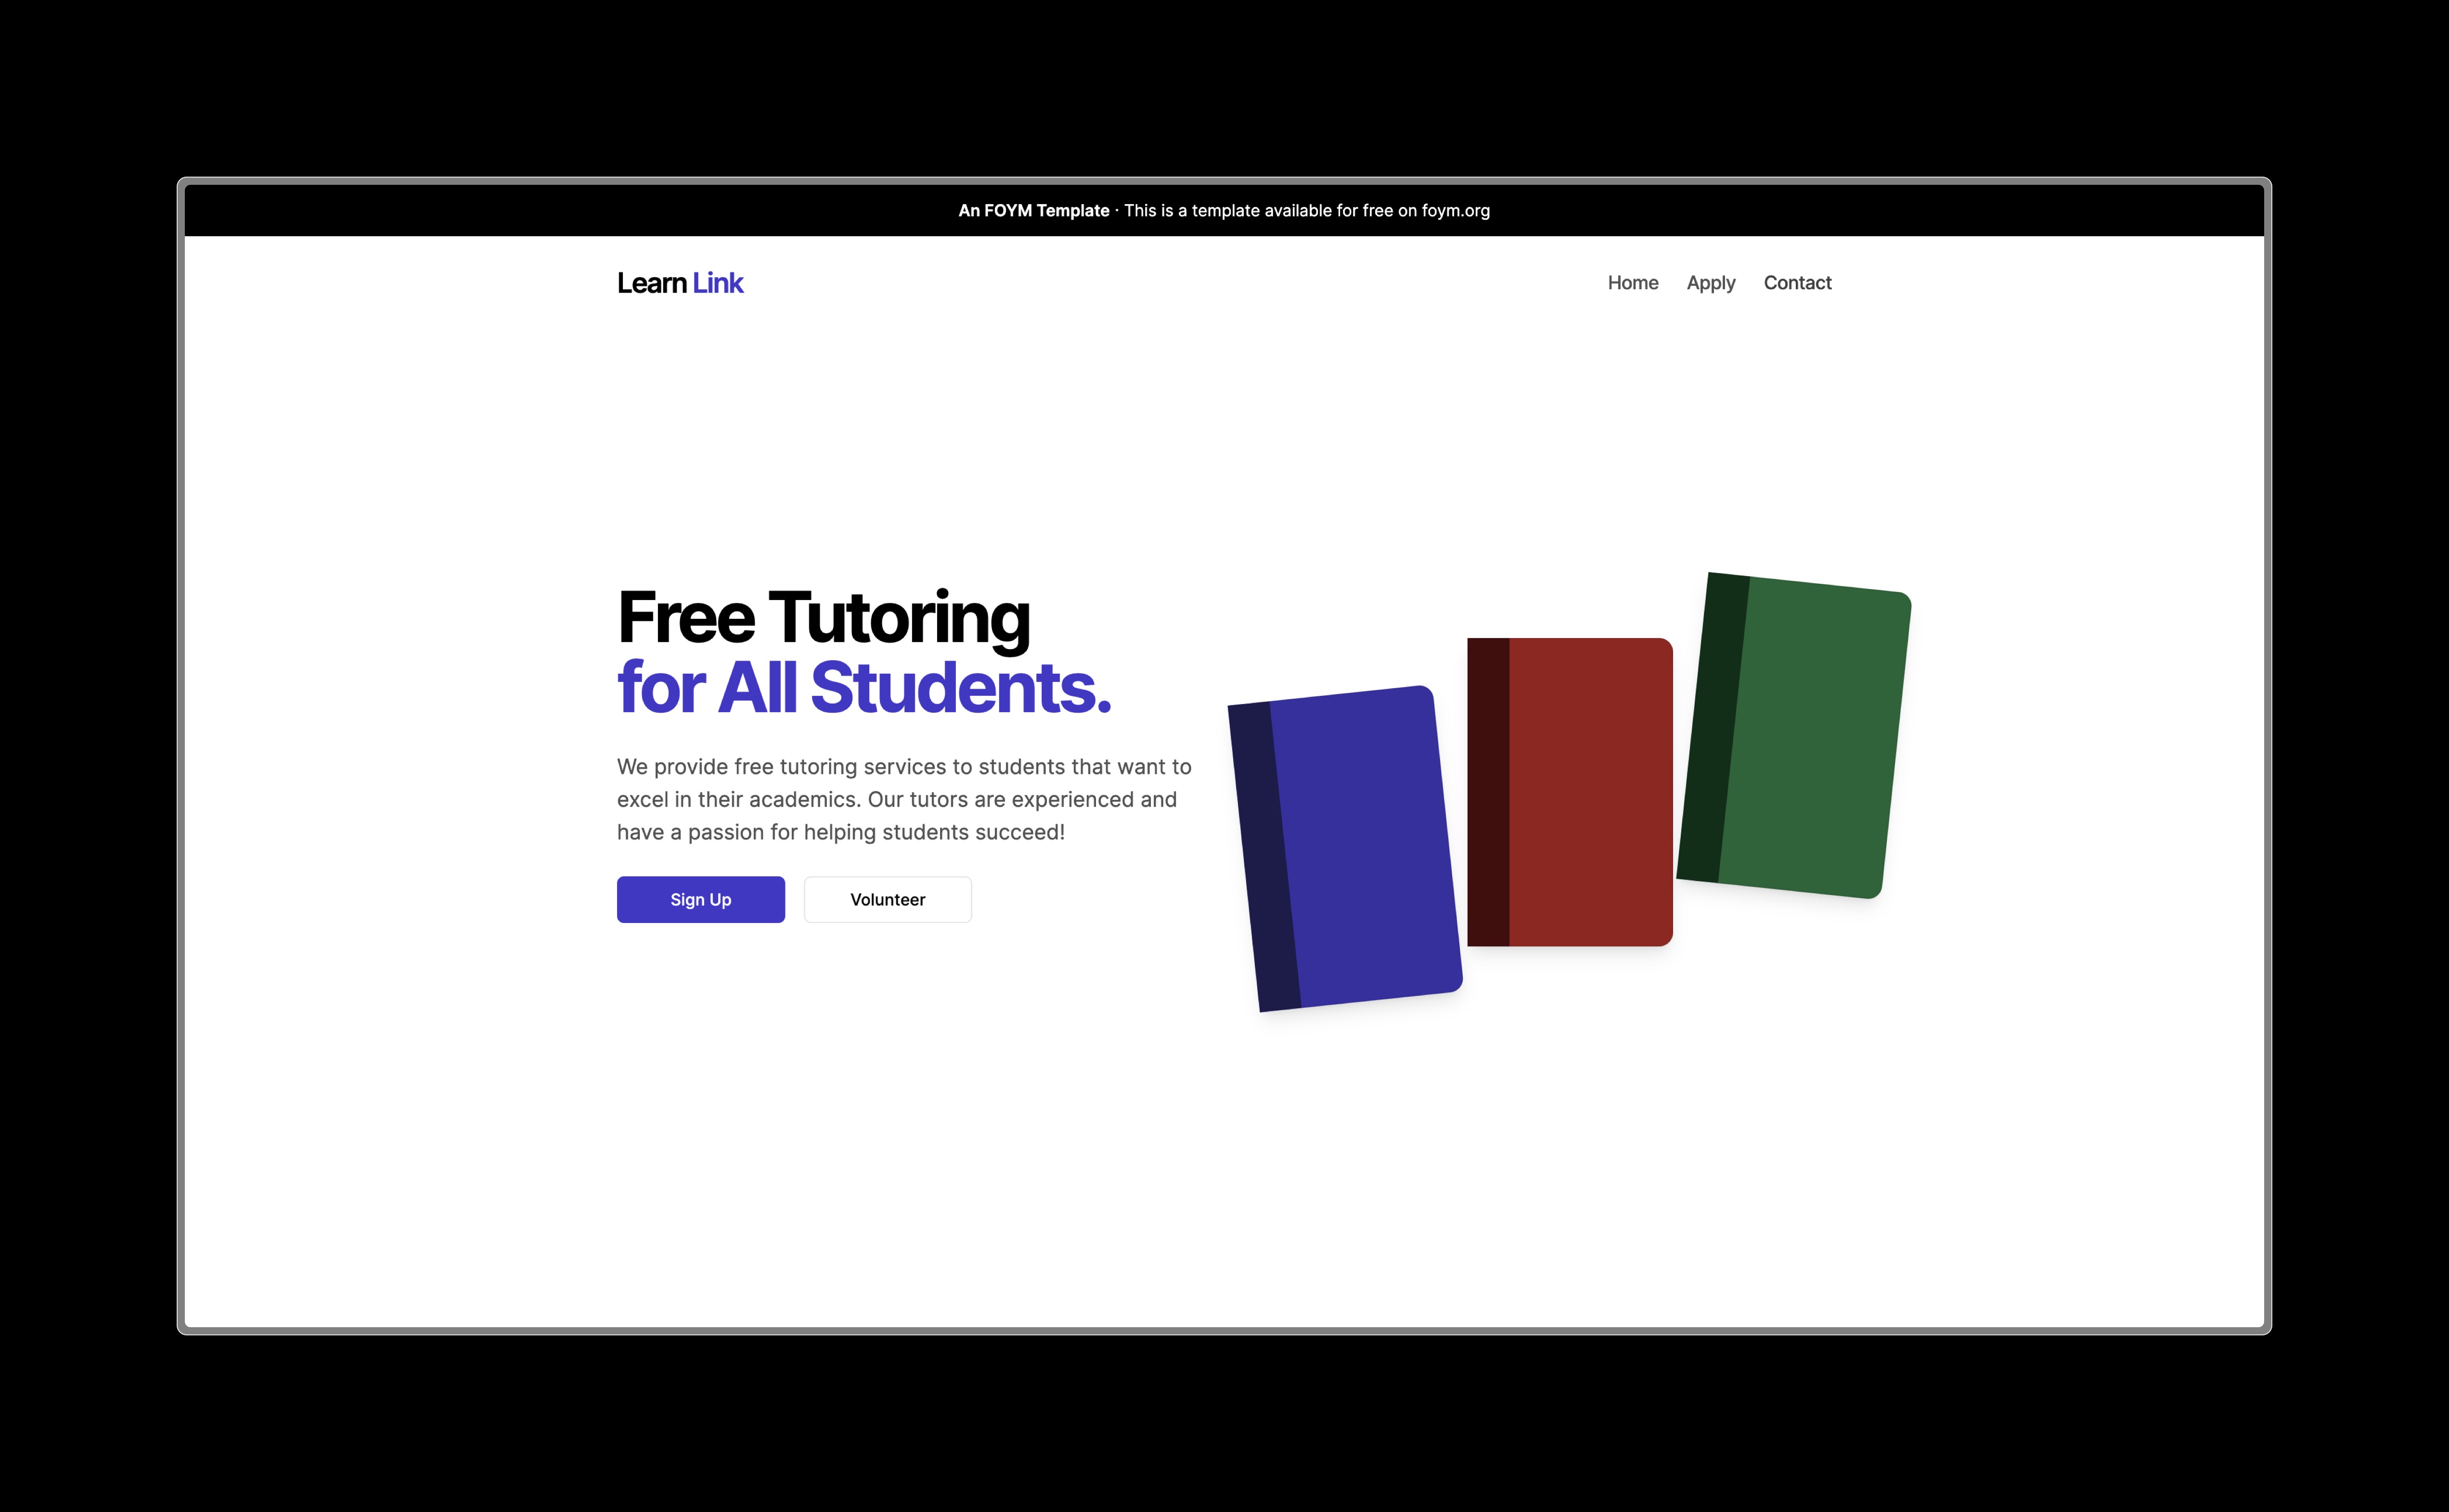 An FOYM Template · This is a template available for free on foym.org
Learn Link
Home Apply Contact
Free Tutoring
for All Students.
We provide free tutoring services to students that want to
excel in their academics. Our tutors are experienced and
have a passion for helping students succeed!
Sign Up Volunteer